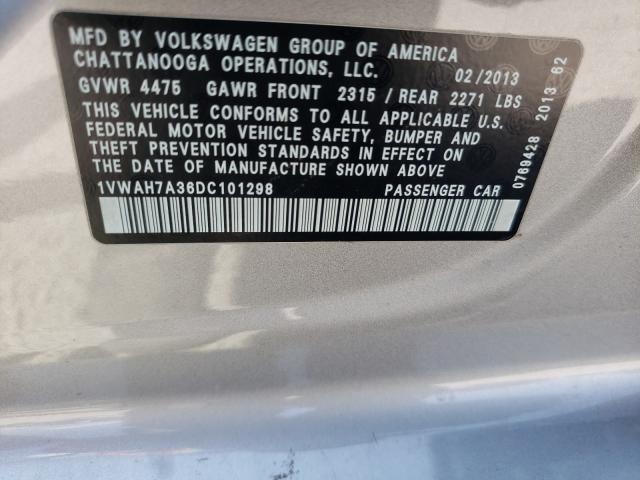 MFD BY VOLKSWAGEN GROUP OF AMERICA
CHATTANOOGA OPERATIONS, LLC. 02/2013
GVWR 4475 GAWR FRONT 2315 / REAR 2271 LBS
THIS VEHICLE CONFORMS TO ALL APPLICABLE U.S.
FEDERAL MOTOR VEHICLE SAFETY, BUMPER AND
THEFT PREVENTION STANDARDS IN EFFECT ON
THE DATE OF MANUFACTURE SHOWN ABOVE
1VWAH7A36DC101298 PASSENGER CAR
0769428 2013 62